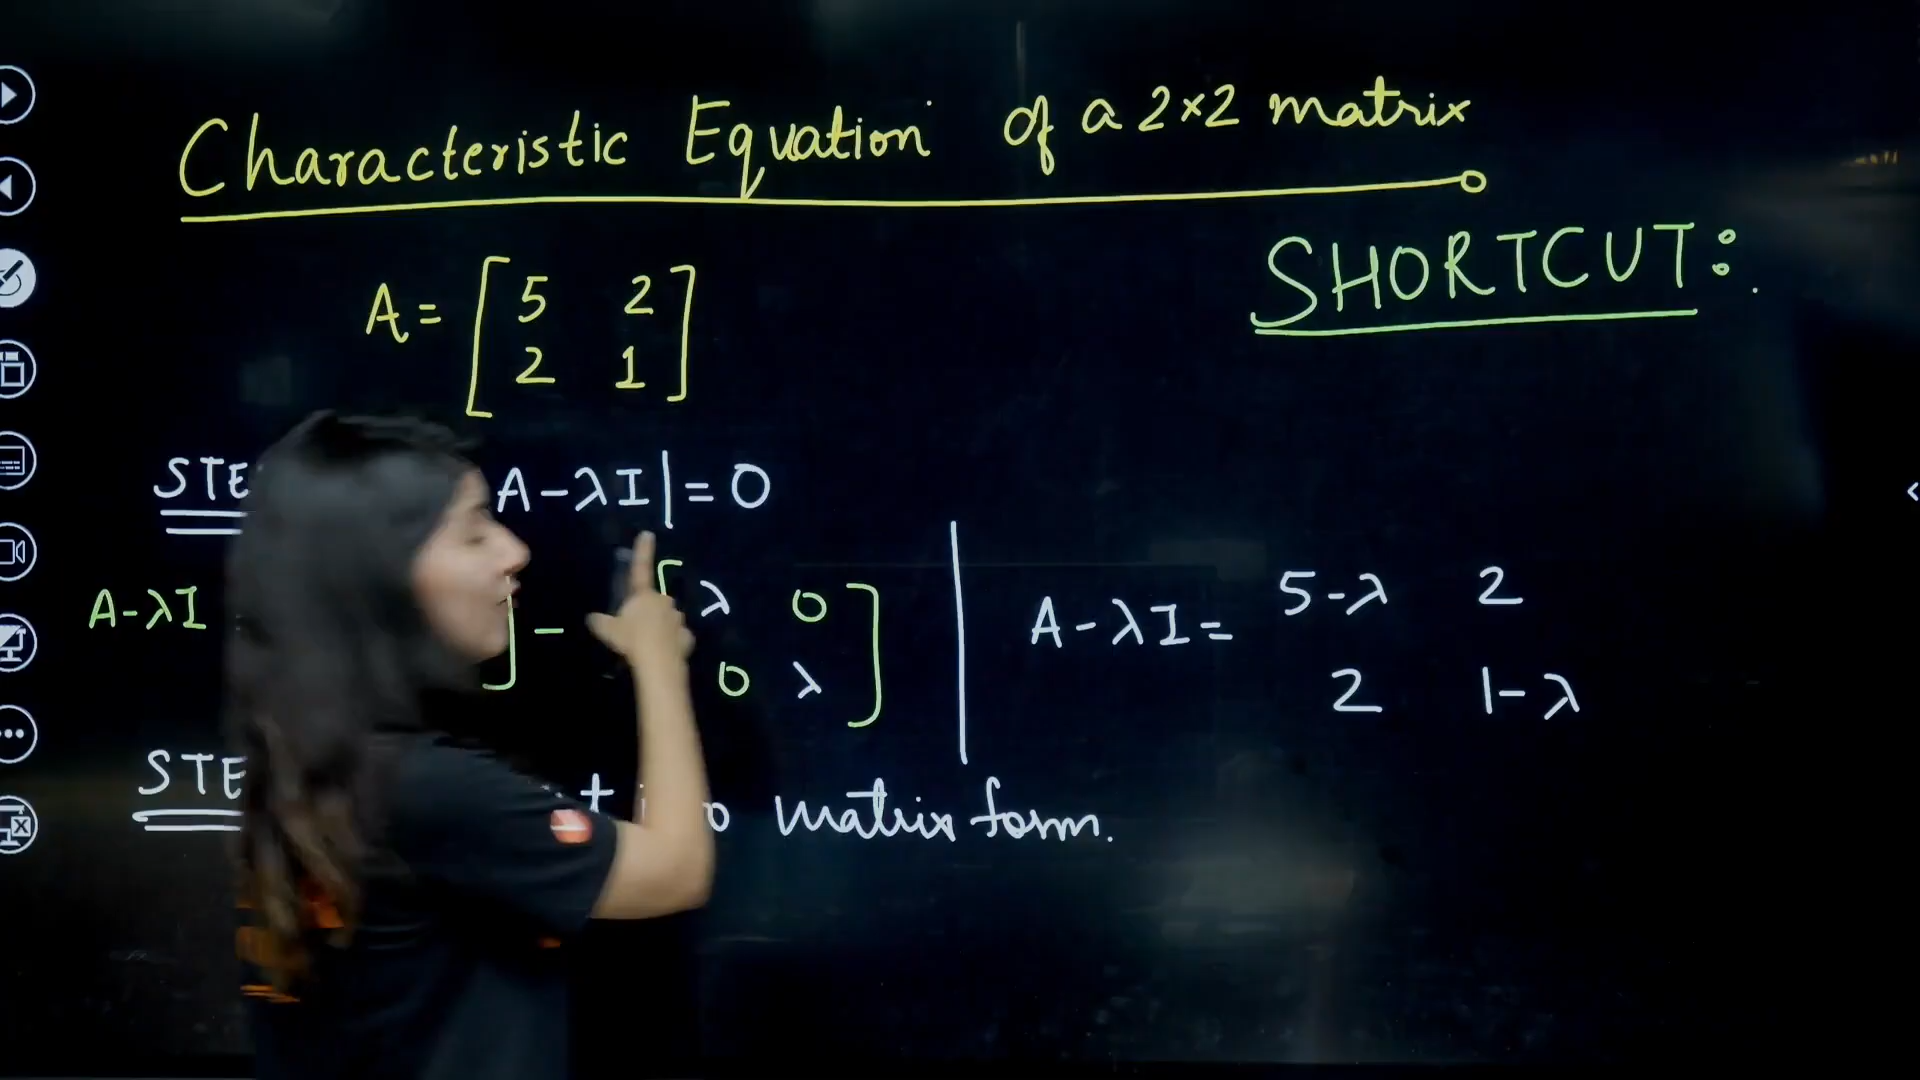 Characteristic Equation of a 2×2 matrix
SHORTCUT:
A = [ 5 2
2 1 ]
STE
A - λI | = 0
A - λI
] - [ λ 0
0 λ ]
A - λI = 5-λ 2
2 1-λ
STE
matrix form.